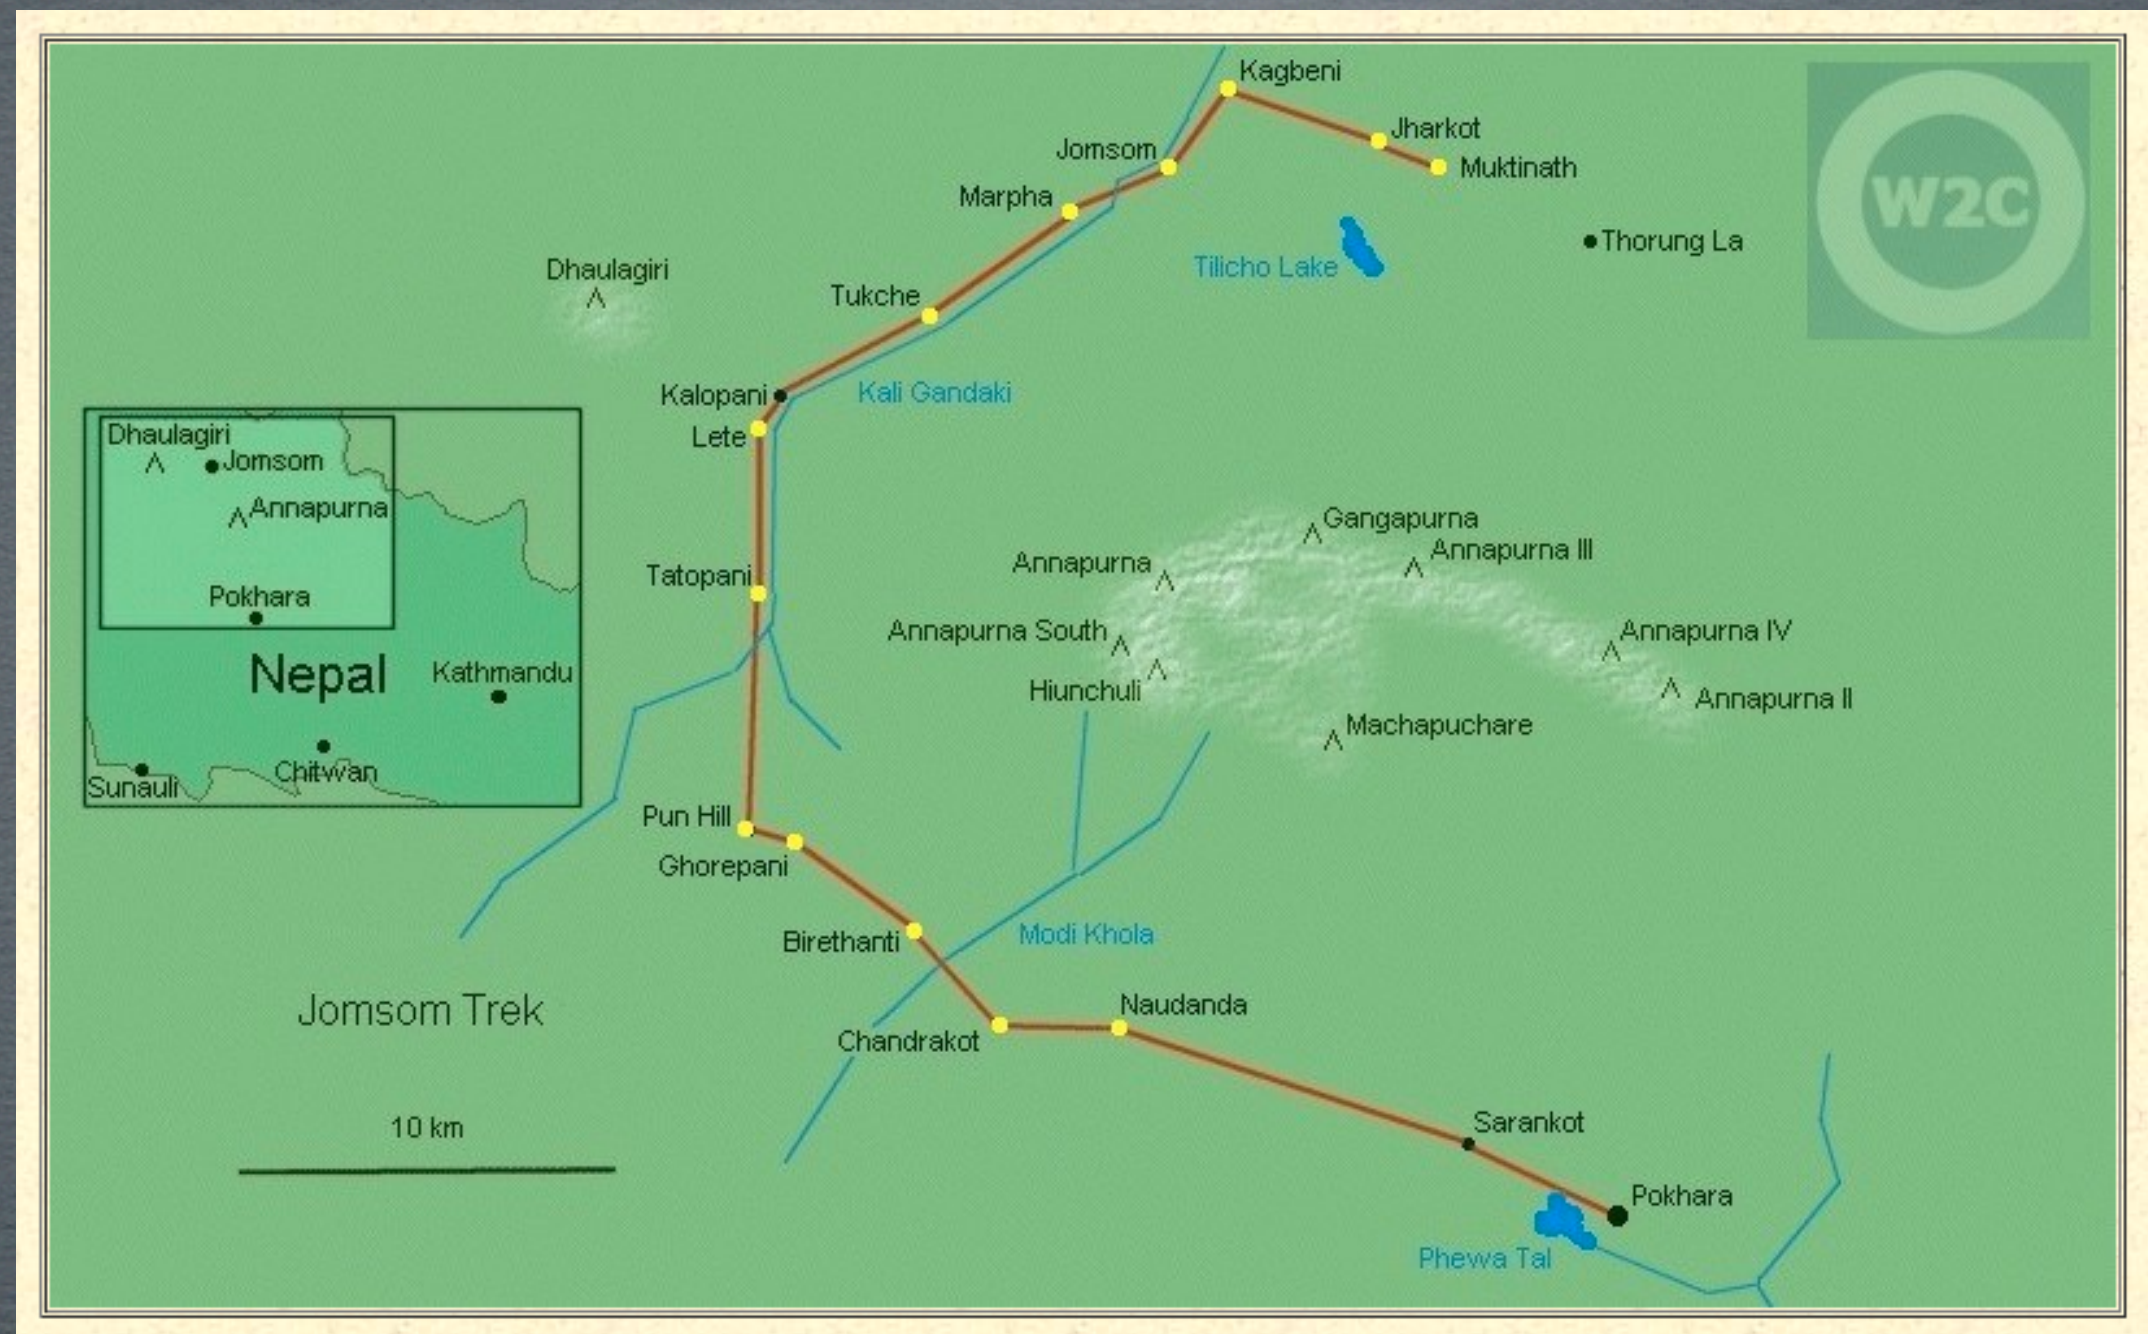 Kagbeni
Jharkot
Jomsom
Muktinath
Marpha
Thorung La
Tilicho Lake
Dhaulagiri
Tukche
Kalopani
Kali Gandaki
Lete
Dhaulagiri
Jomsom
Annapurna
Pokhara
Nepal
Kathmandu
Chitwan
Sunauli
Gangapurna
Annapurna III
Annapurna
Tatopani
Annapurna South
Annapurna IV
Hiunchuli
Annapurna II
Machapuchare
Pun Hill
Ghorepani
Birethanti
Modi Khola
Jomsom Trek
Naudanda
Chandrakot
10 km
Sarankot
Pokhara
Phewa Tal
W2C